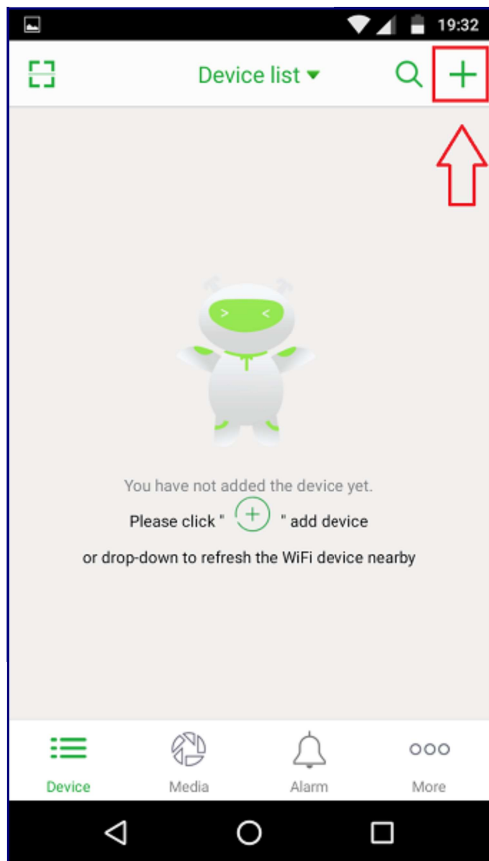 19:32
Device list
You have not added the device yet.
Please click " + " add device
or drop-down to refresh the WiFi device nearby
Device Media Alarm More